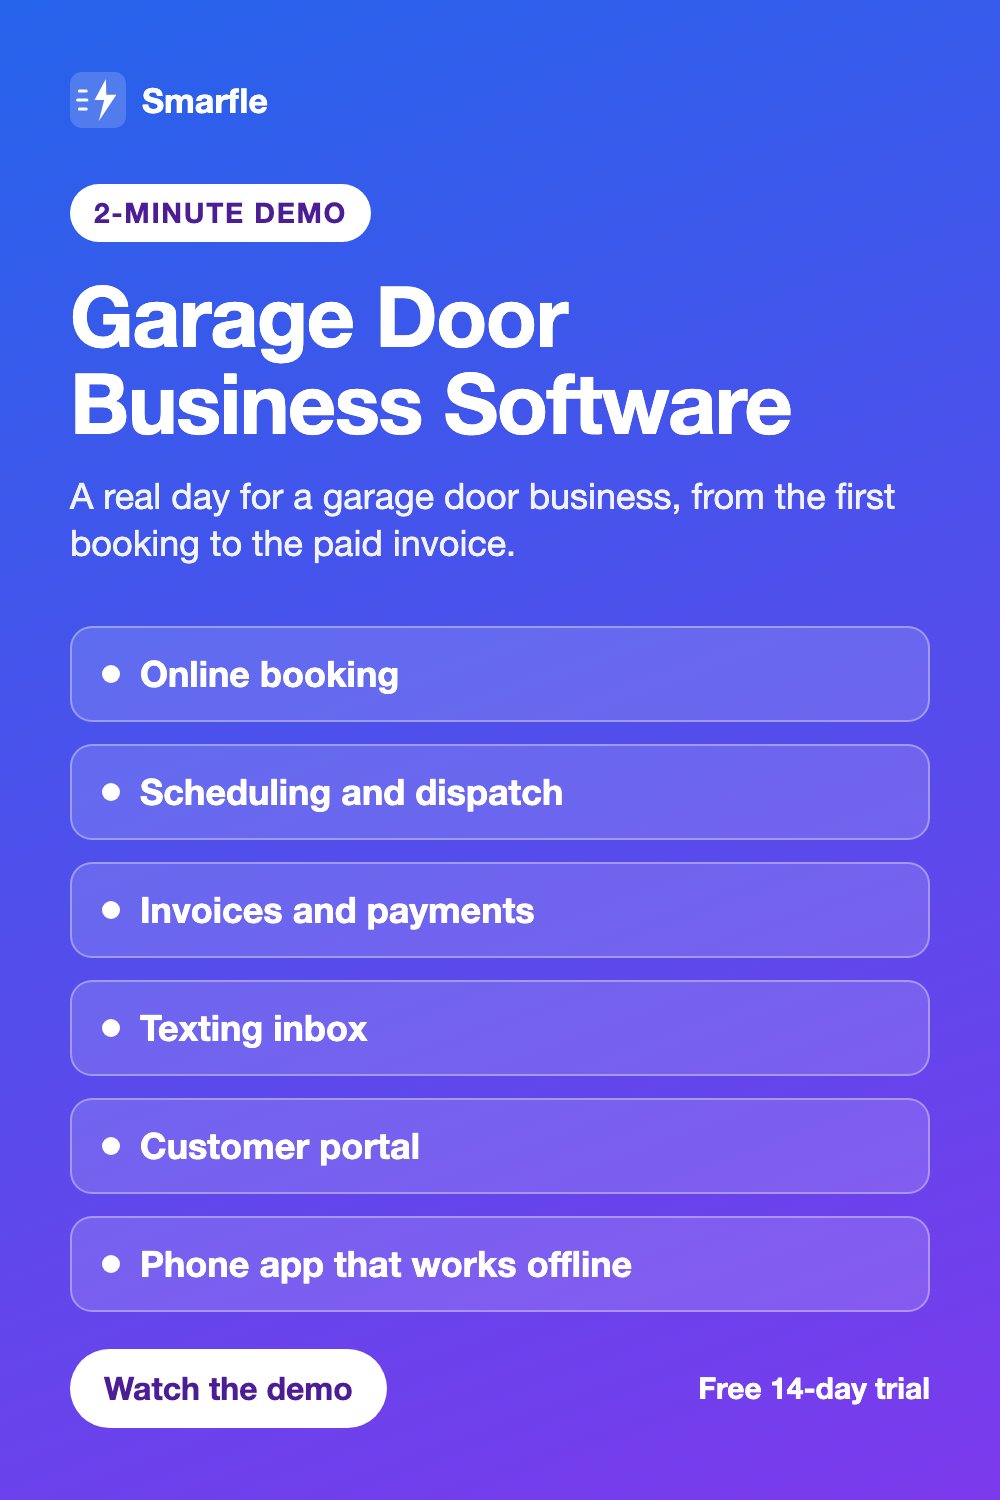 Smarfle
2-MINUTE DEMO
Garage Door
Business Software
A real day for a garage door business, from the first
booking to the paid invoice.
Online booking
Scheduling and dispatch
Invoices and payments
Texting inbox
Customer portal
Phone app that works offline
Watch the demo
Free 14-day trial